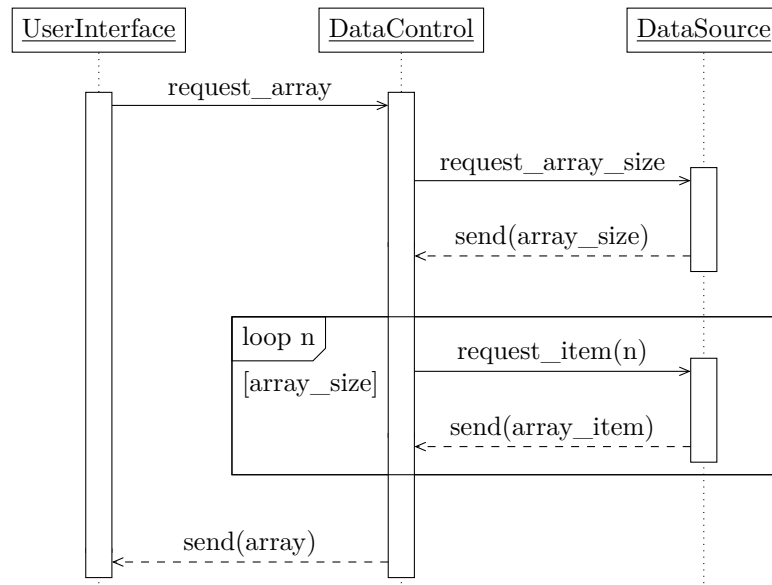 UserInterface
DataControl
DataSource
request_array
request_array_size
send(array_size)
loop n
request_item(n)
[array_size]
send(array_item)
send(array)